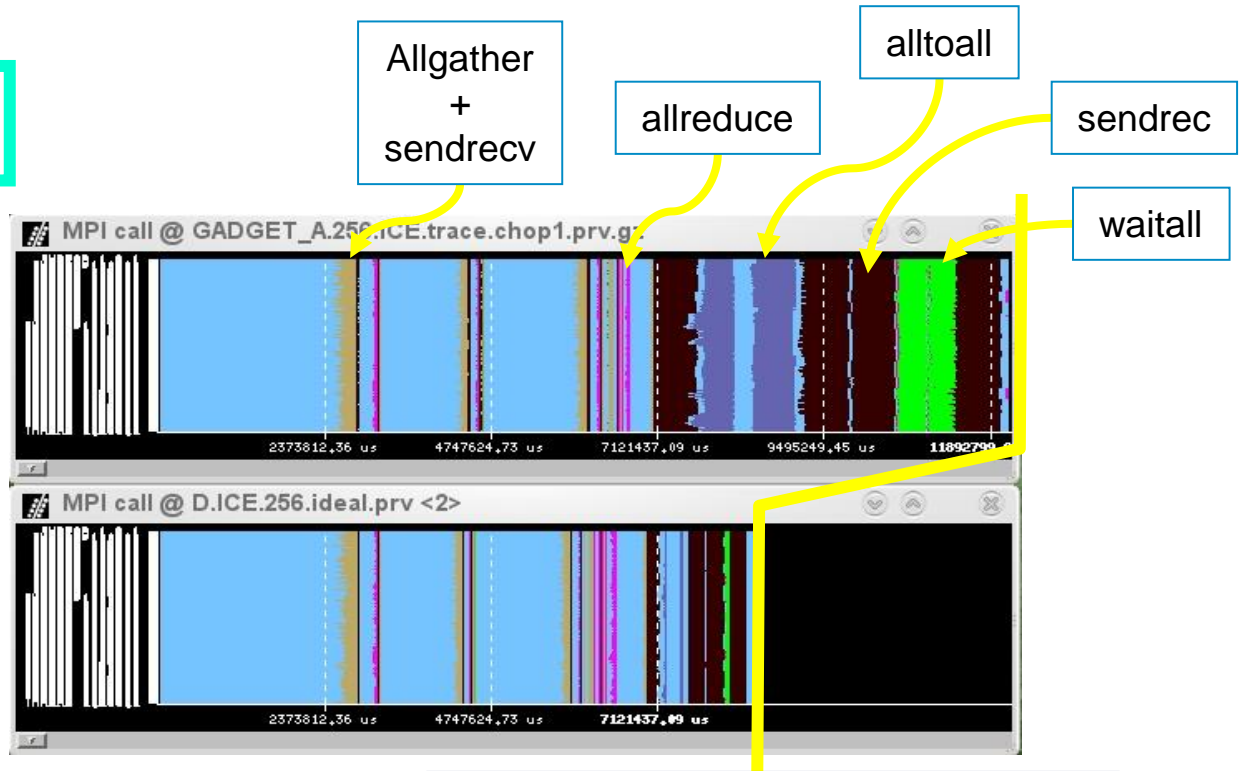 Allgather
+
sendrecv
allreduce
alltoall
sendrec
waitall
MPI call @ GADGET_A.256.ICE.trace.chop1.prv.gz
2373812.36 us 4747624.73 us 7121437.09 us 9495249.45 us
MPI call @ D.ICE.256.ideal.prv <2>
2373812.36 us 4747624.73 us 7121437.09 us